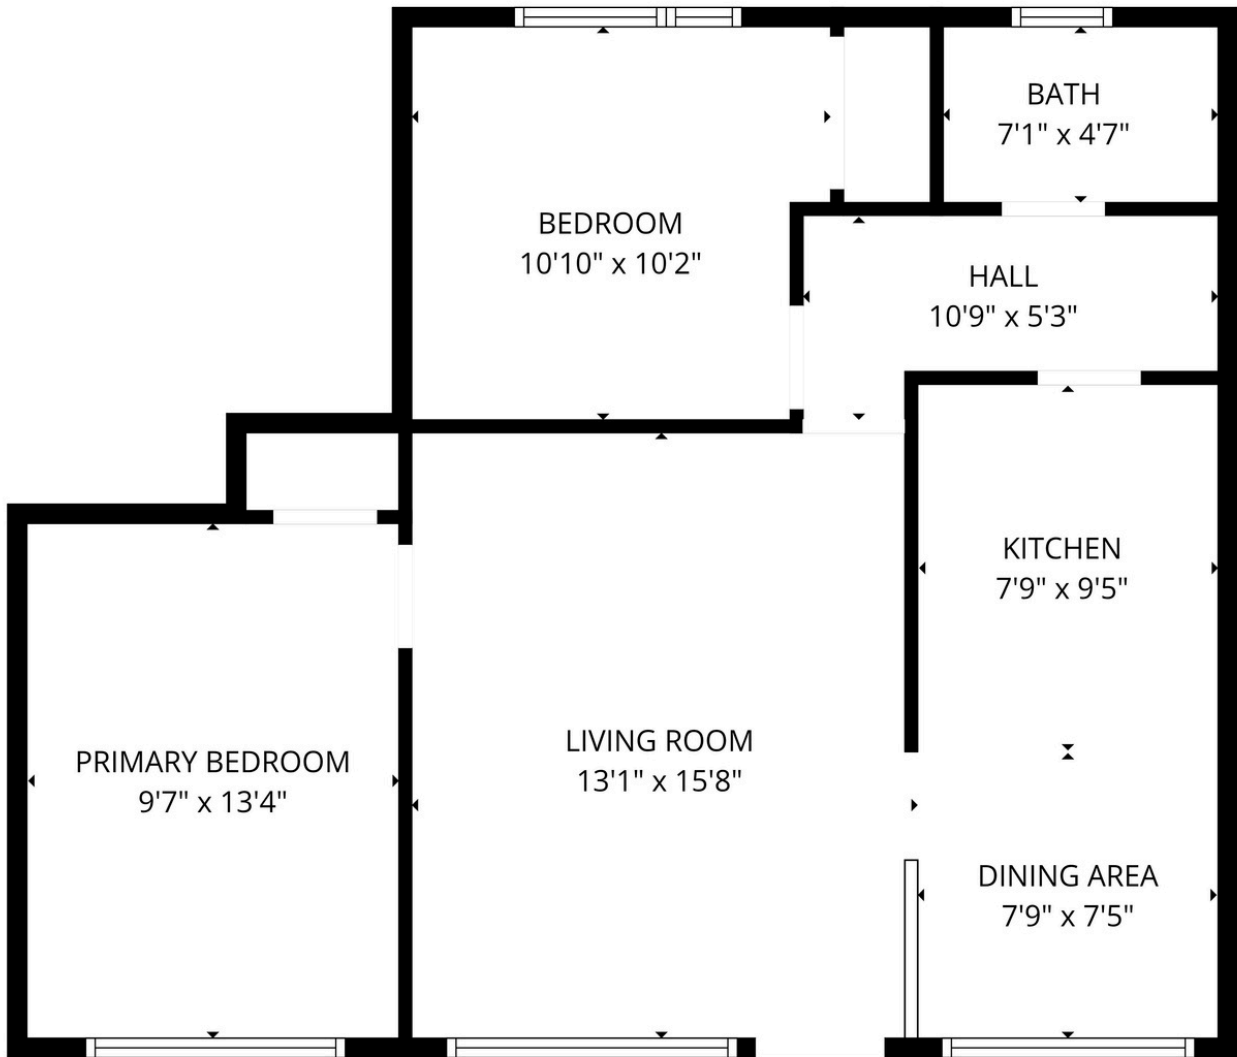 BATH
7'1" x 4'7"
BEDROOM
10'10" x 10'2"
HALL
10'9" x 5'3"
KITCHEN
7'9" x 9'5"
LIVING ROOM
13'1" x 15'8"
PRIMARY BEDROOM
9'7" x 13'4"
DINING AREA
7'9" x 7'5"